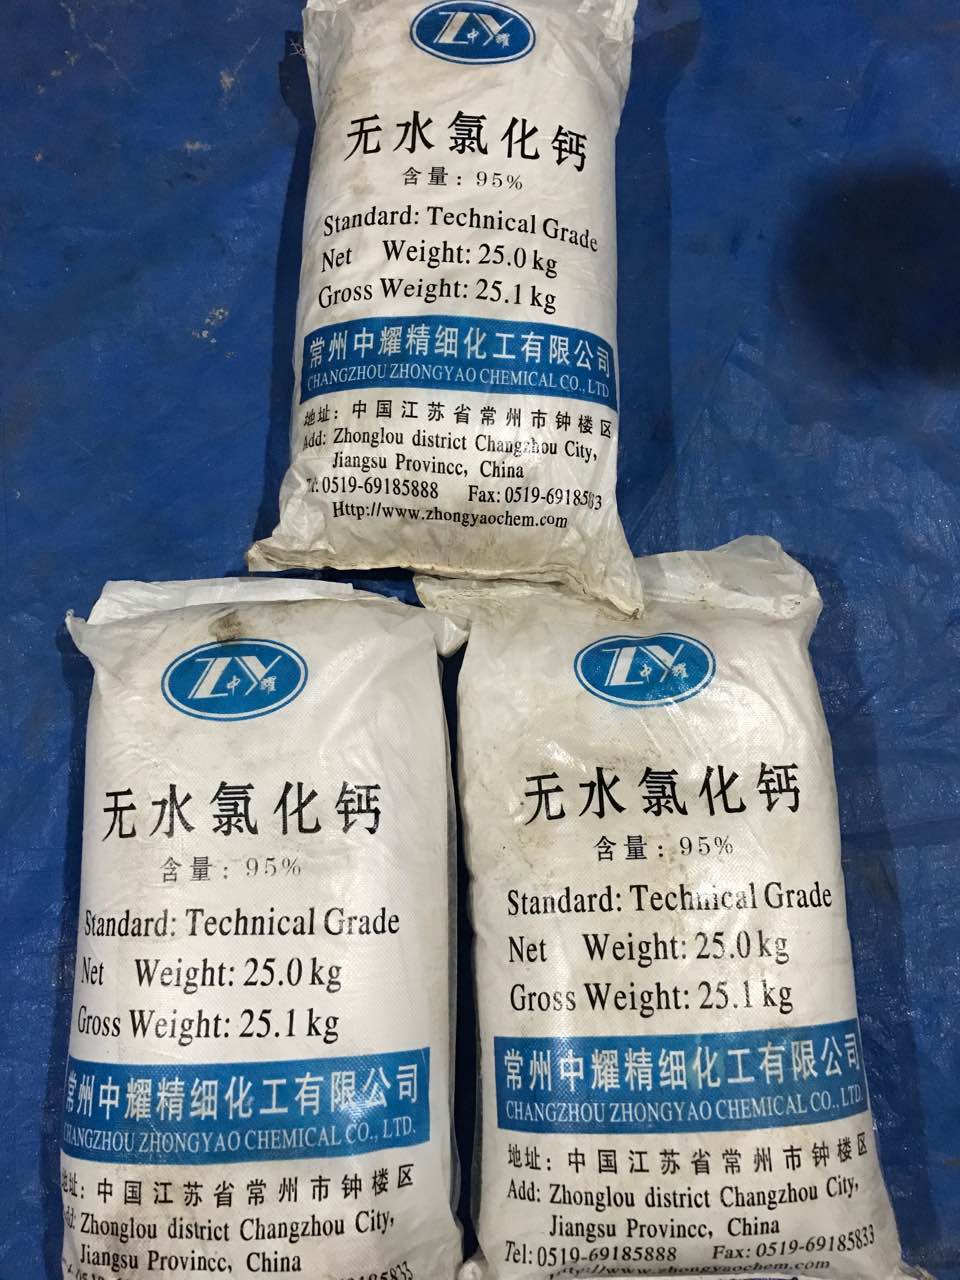 ZY
中 耀
无水氯化钙
含量: 95%
Standard: Technical Grade
Net Weight: 25.0 kg
Gross Weight: 25.1 kg
常州中耀精细化工有限公司
CHANGZHOU ZHONGYAO CHEMICAL CO., LTD
地址: 中国江苏省常州市钟楼区
Add: Zhonglou district Changzhou City,
Jiangsu Provincc, China
Tel: 0519-69185888 Fax: 0519-69185833
Http://www.zhongyaochem.com
ZY
中 耀
无水氯化钙
含量: 95%
Standard: Technical Grade
Net Weight: 25.0 kg
Gross Weight: 25.1 kg
常州中耀精细化工有限公司
CHANGZHOU ZHONGYAO CHEMICAL CO., LTD.
地址: 中国江苏省常州市钟楼区
Add: Zhonglou district Changzhou City,
Jiangsu Provincc, China
ZY
中 耀
无水氯化钙
含量: 95%
Standard: Technical Grade
Net Weight: 25.0 kg
Gross Weight: 25.1 kg
常州中耀精细化工有限公司
CHANGZHOU ZHONGYAO CHEMICAL CO., LTD.
地址: 中国江苏省常州市钟楼区
Add: Zhonglou district Changzhou City,
Jiangsu Provincc, China
Tel: 0519-69185888 Fax: 0519-69185833
Http://www.zhongyaochem.com